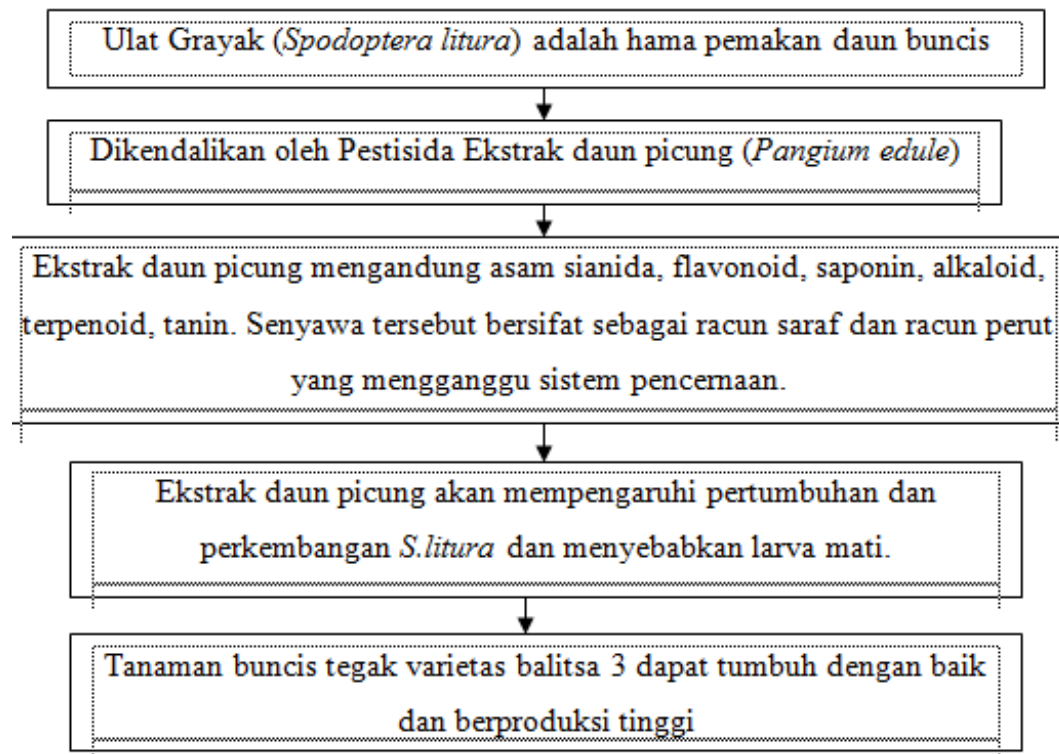 Ulat Grayak (Spodoptera litura) adalah hama pemakan daun buncis
Dikendalikan oleh Pestisida Ekstrak daun picung (Pangium edule)
Ekstrak daun picung mengandung asam sianida, flavonoid, saponin, alkaloid,
terpenoid, tanin. Senyawa tersebut bersifat sebagai racun saraf dan racun perut
yang mengganggu sistem pencernaan.
Ekstrak daun picung akan mempengaruhi pertumbuhan dan
perkembangan S.litura dan menyebabkan larva mati.
Tanaman buncis tegak varietas balitsa 3 dapat tumbuh dengan baik
dan berproduksi tinggi